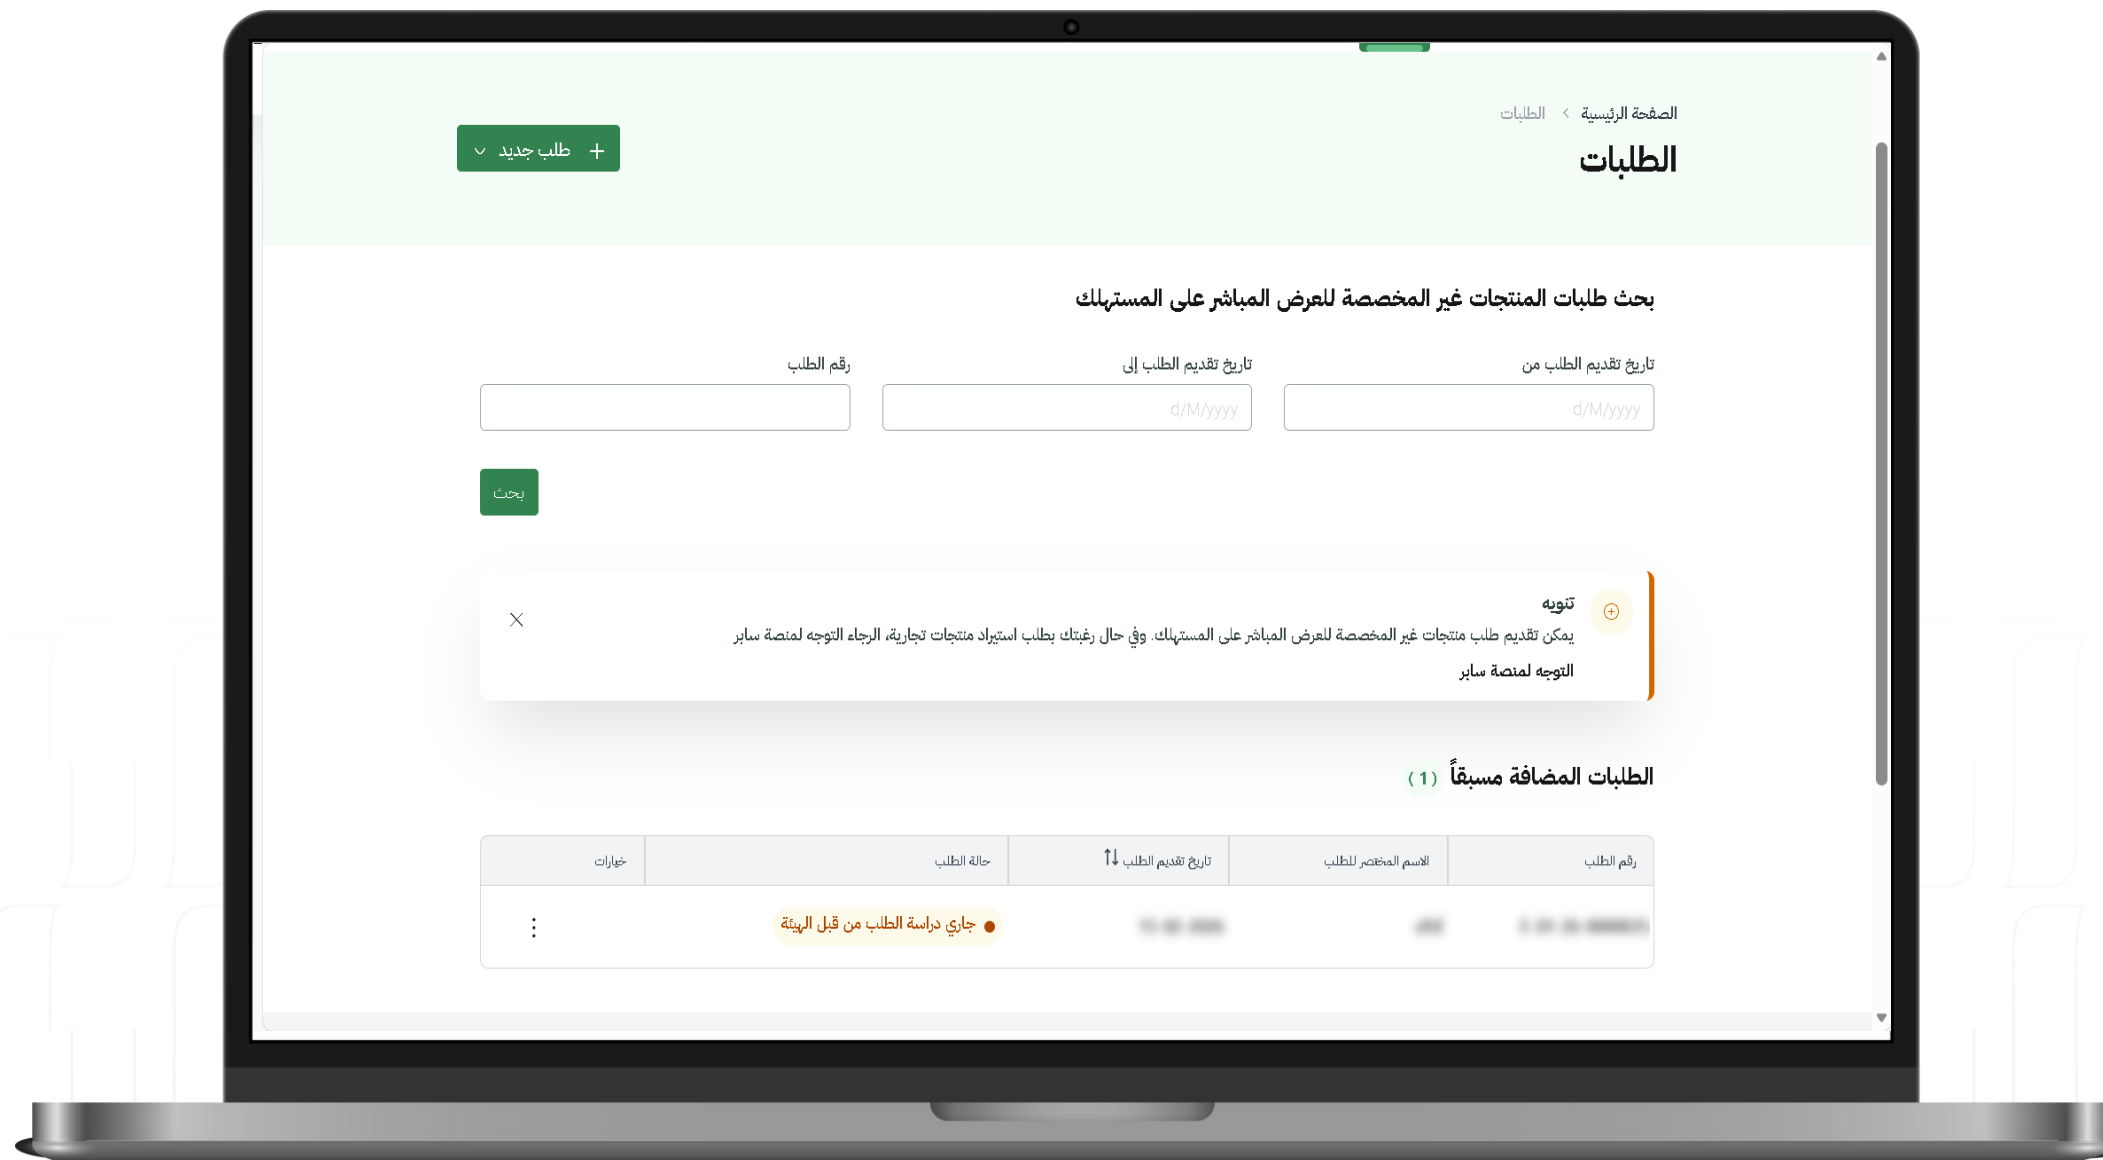 الصفحة الرئيسية > الطلبات
الطلبات
+ طلب جديد
بحث طلبات المنتجات غير المخصصة للعرض المباشر على المستهلك
تاريخ تقديم الطلب من
تاريخ تقديم الطلب إلى
رقم الطلب
d/M/yyyy
d/M/yyyy
بحث
تنويه
يمكن تقديم طلب منتجات غير المخصصة للعرض المباشر على المستهلك. وفي حال رغبتك بطلب استيراد منتجات تجارية، الرجاء التوجه لمنصة سابر
التوجه لمنصة سابر
الطلبات المضافة مسبقاً (1)
رقم الطلب
الاسم المختصر للطلب
تاريخ تقديم الطلب
حالة الطلب
خيارات
جاري دراسة الطلب من قبل الهيئة